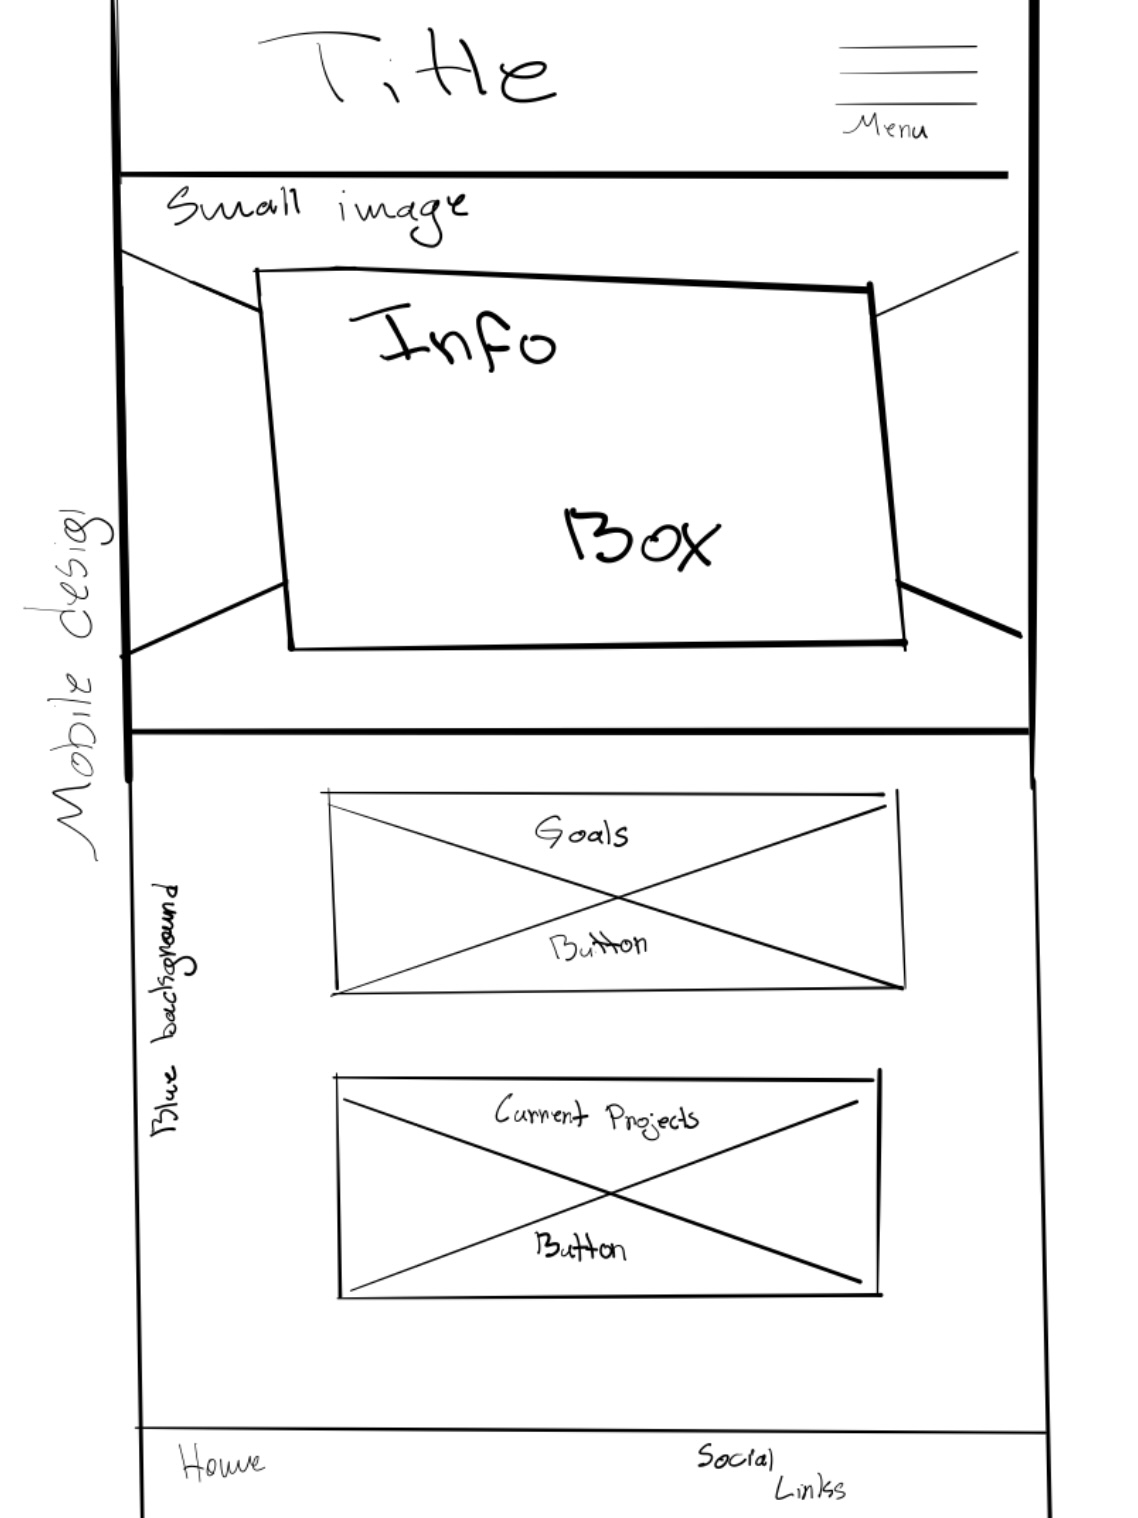 Title
Menu
Small image
Info
Box
Mobile design
Goals
Button
Blue background
Current Projects
Button
Home
Social
Links